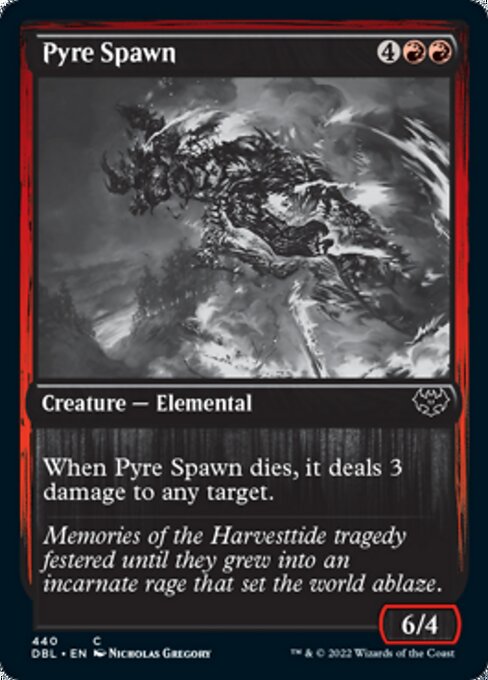 Pyre Spawn 4
Creature — Elemental
When Pyre Spawn dies, it deals 3
damage to any target.
Memories of the Harvesttide tragedy
festered until they grew into an
incarnate rage that set the world ablaze.
6/4
440 C
DBL • EN Nicholas Gregory
™ & © 2022 Wizards of the Coast